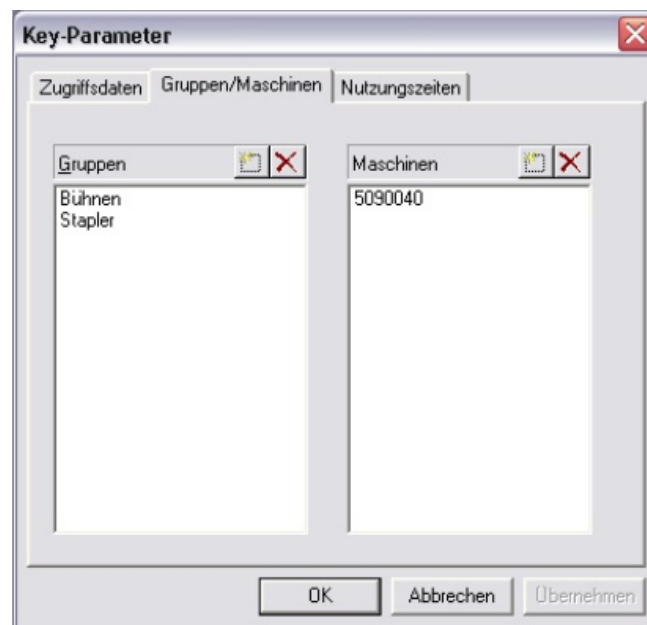 Key-Parameter
Zugriffsdaten Gruppen/Maschinen Nutzungszeiten
Gruppen Maschinen
Bühnen 5090040
Stapler
OK Abbrechen Übernehmen